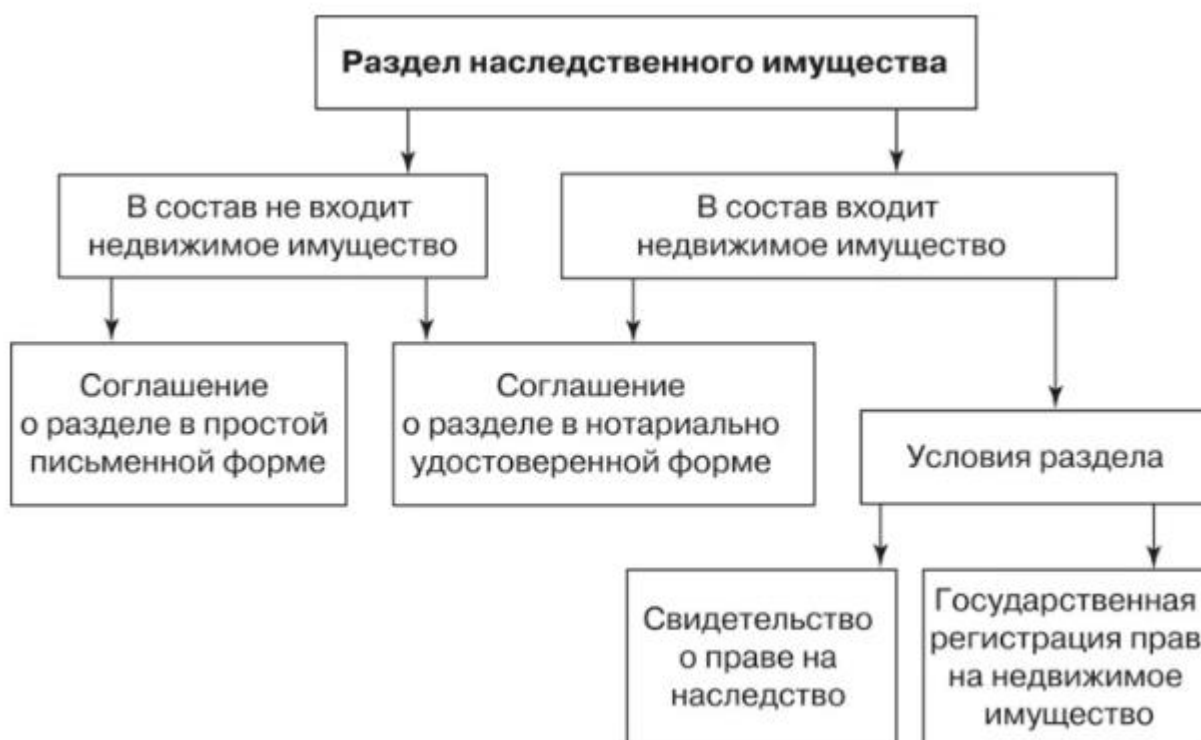 Раздел наследственного имущества
В состав не входит
недвижимое имущество
В состав входит
недвижимое имущество
Соглашение
о разделе в простой
письменной форме
Соглашение
о разделе в нотариально
удостоверенной форме
Условия раздела
Свидетельство
о праве на
наследство
Государственная
регистрация прав
на недвижимое
имущество